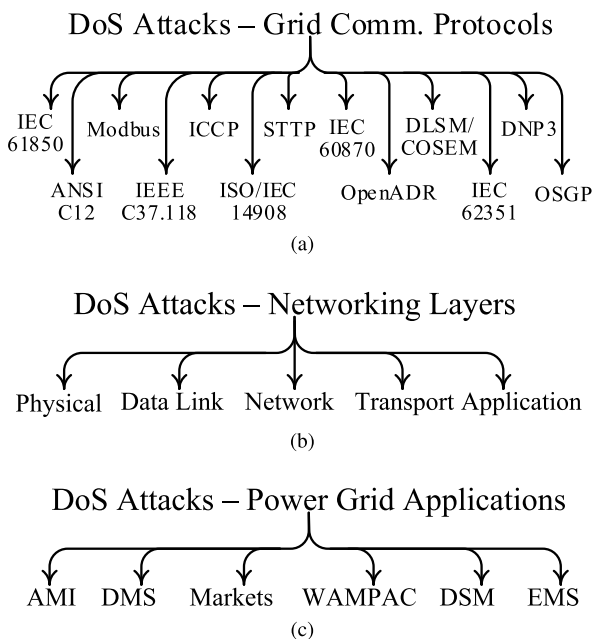 DoS Attacks – Grid Comm. Protocols
IEC
61850
Modbus
ICCP
STTP
IEC
60870
DLSM/
COSEM
DNP3
ANSI
C12
IEEE
C37.118
ISO/IEC
14908
OpenADR
IEC
62351
OSGP
(a)
DoS Attacks – Networking Layers
Physical Data Link Network Transport Application
(b)
DoS Attacks – Power Grid Applications
AMI DMS Markets WAMPAC DSM EMS
(c)